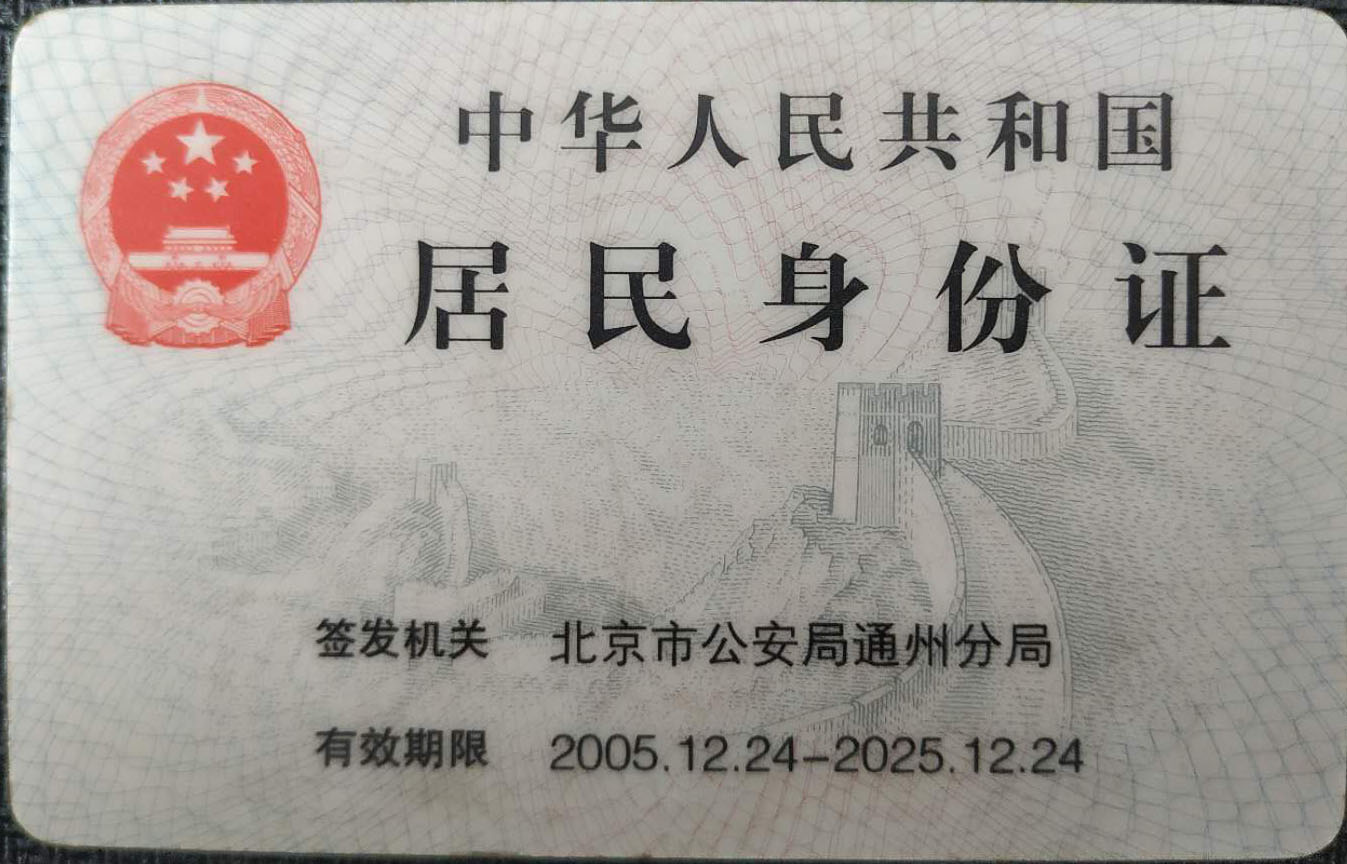 中华人民共和国
居民身份证
签发机关 北京市公安局通州分局
有效期限 2005.12.24-2025.12.24